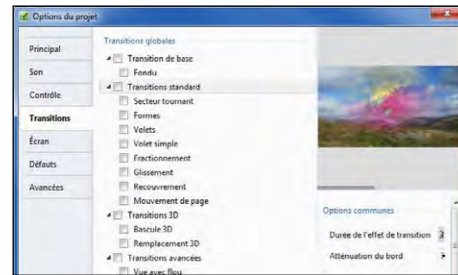 Options du projet
Principal
Son
Contrôle
Transitions
Écran
Défauts
Avancées
Transitions globales
Transition de base
Fondu
Transitions standard
Secteur tournant
Formes
Volets
Volet simple
Fractionnement
Glissement
Recouvrement
Mouvement de page
Transitions 3D
Bascule 3D
Remplacement 3D
Transitions avancées
Vue avec flou
Options communes
Durée de l'effet de transition 2
Atténuation du bord